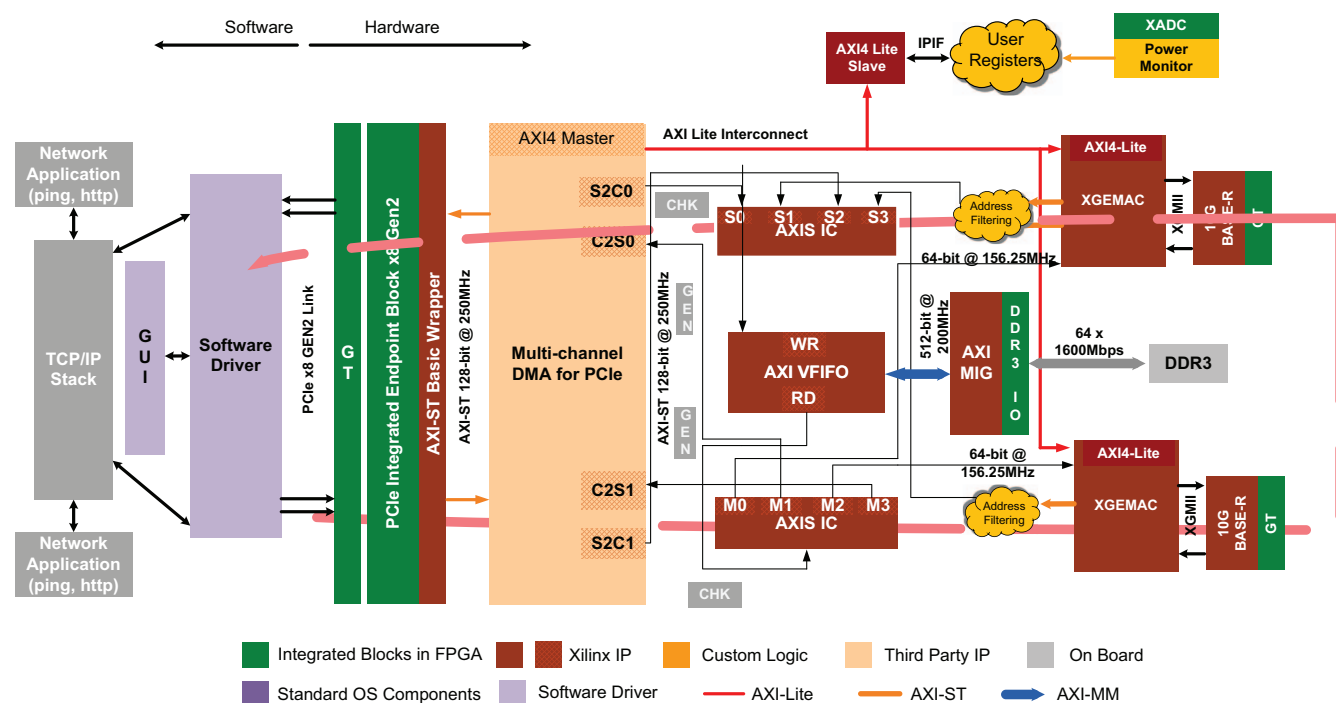 Software
Hardware
XADC
Power
Monitor
AXI4 Lite
Slave
IPIF
User
Registers
Network
Application
(ping, http)
AXI4 Master
AXI Lite Interconnect
AXI4-Lite
XGEMAC
XGMII
10G
BASE-R
GT
S2C0
CHK
S0
S1
S2
S3
AXIS IC
Address
Filtering
C2S0
64-bit @ 156.25MHz
TCP/IP
Stack
G
U
I
Software
Driver
PCIe x8 GEN2 Link
G
T
PCIe Integrated Endpoint Block x8 Gen2
AXI-ST Basic Wrapper
AXI-ST 128-bit @ 250MHz
Multi-channel
DMA for PCIe
AXI-ST 128-bit @ 250MHz
GEN
GEN
WR
AXI VFIFO
RD
512-bit @
200MHz
AXI
MIG
DDR3 IO
64 x
1600Mbps
DDR3
C2S1
S2C1
M0
M1
M2
M3
AXIS IC
64-bit @
156.25MHz
Address
Filtering
AXI4-Lite
XGEMAC
XGMII
10G
BASE-R
GT
Network
Application
(ping, http)
CHK
Integrated Blocks in FPGA
Xilinx IP
Custom Logic
Third Party IP
On Board
Standard OS Components
Software Driver
AXI-Lite
AXI-ST
AXI-MM